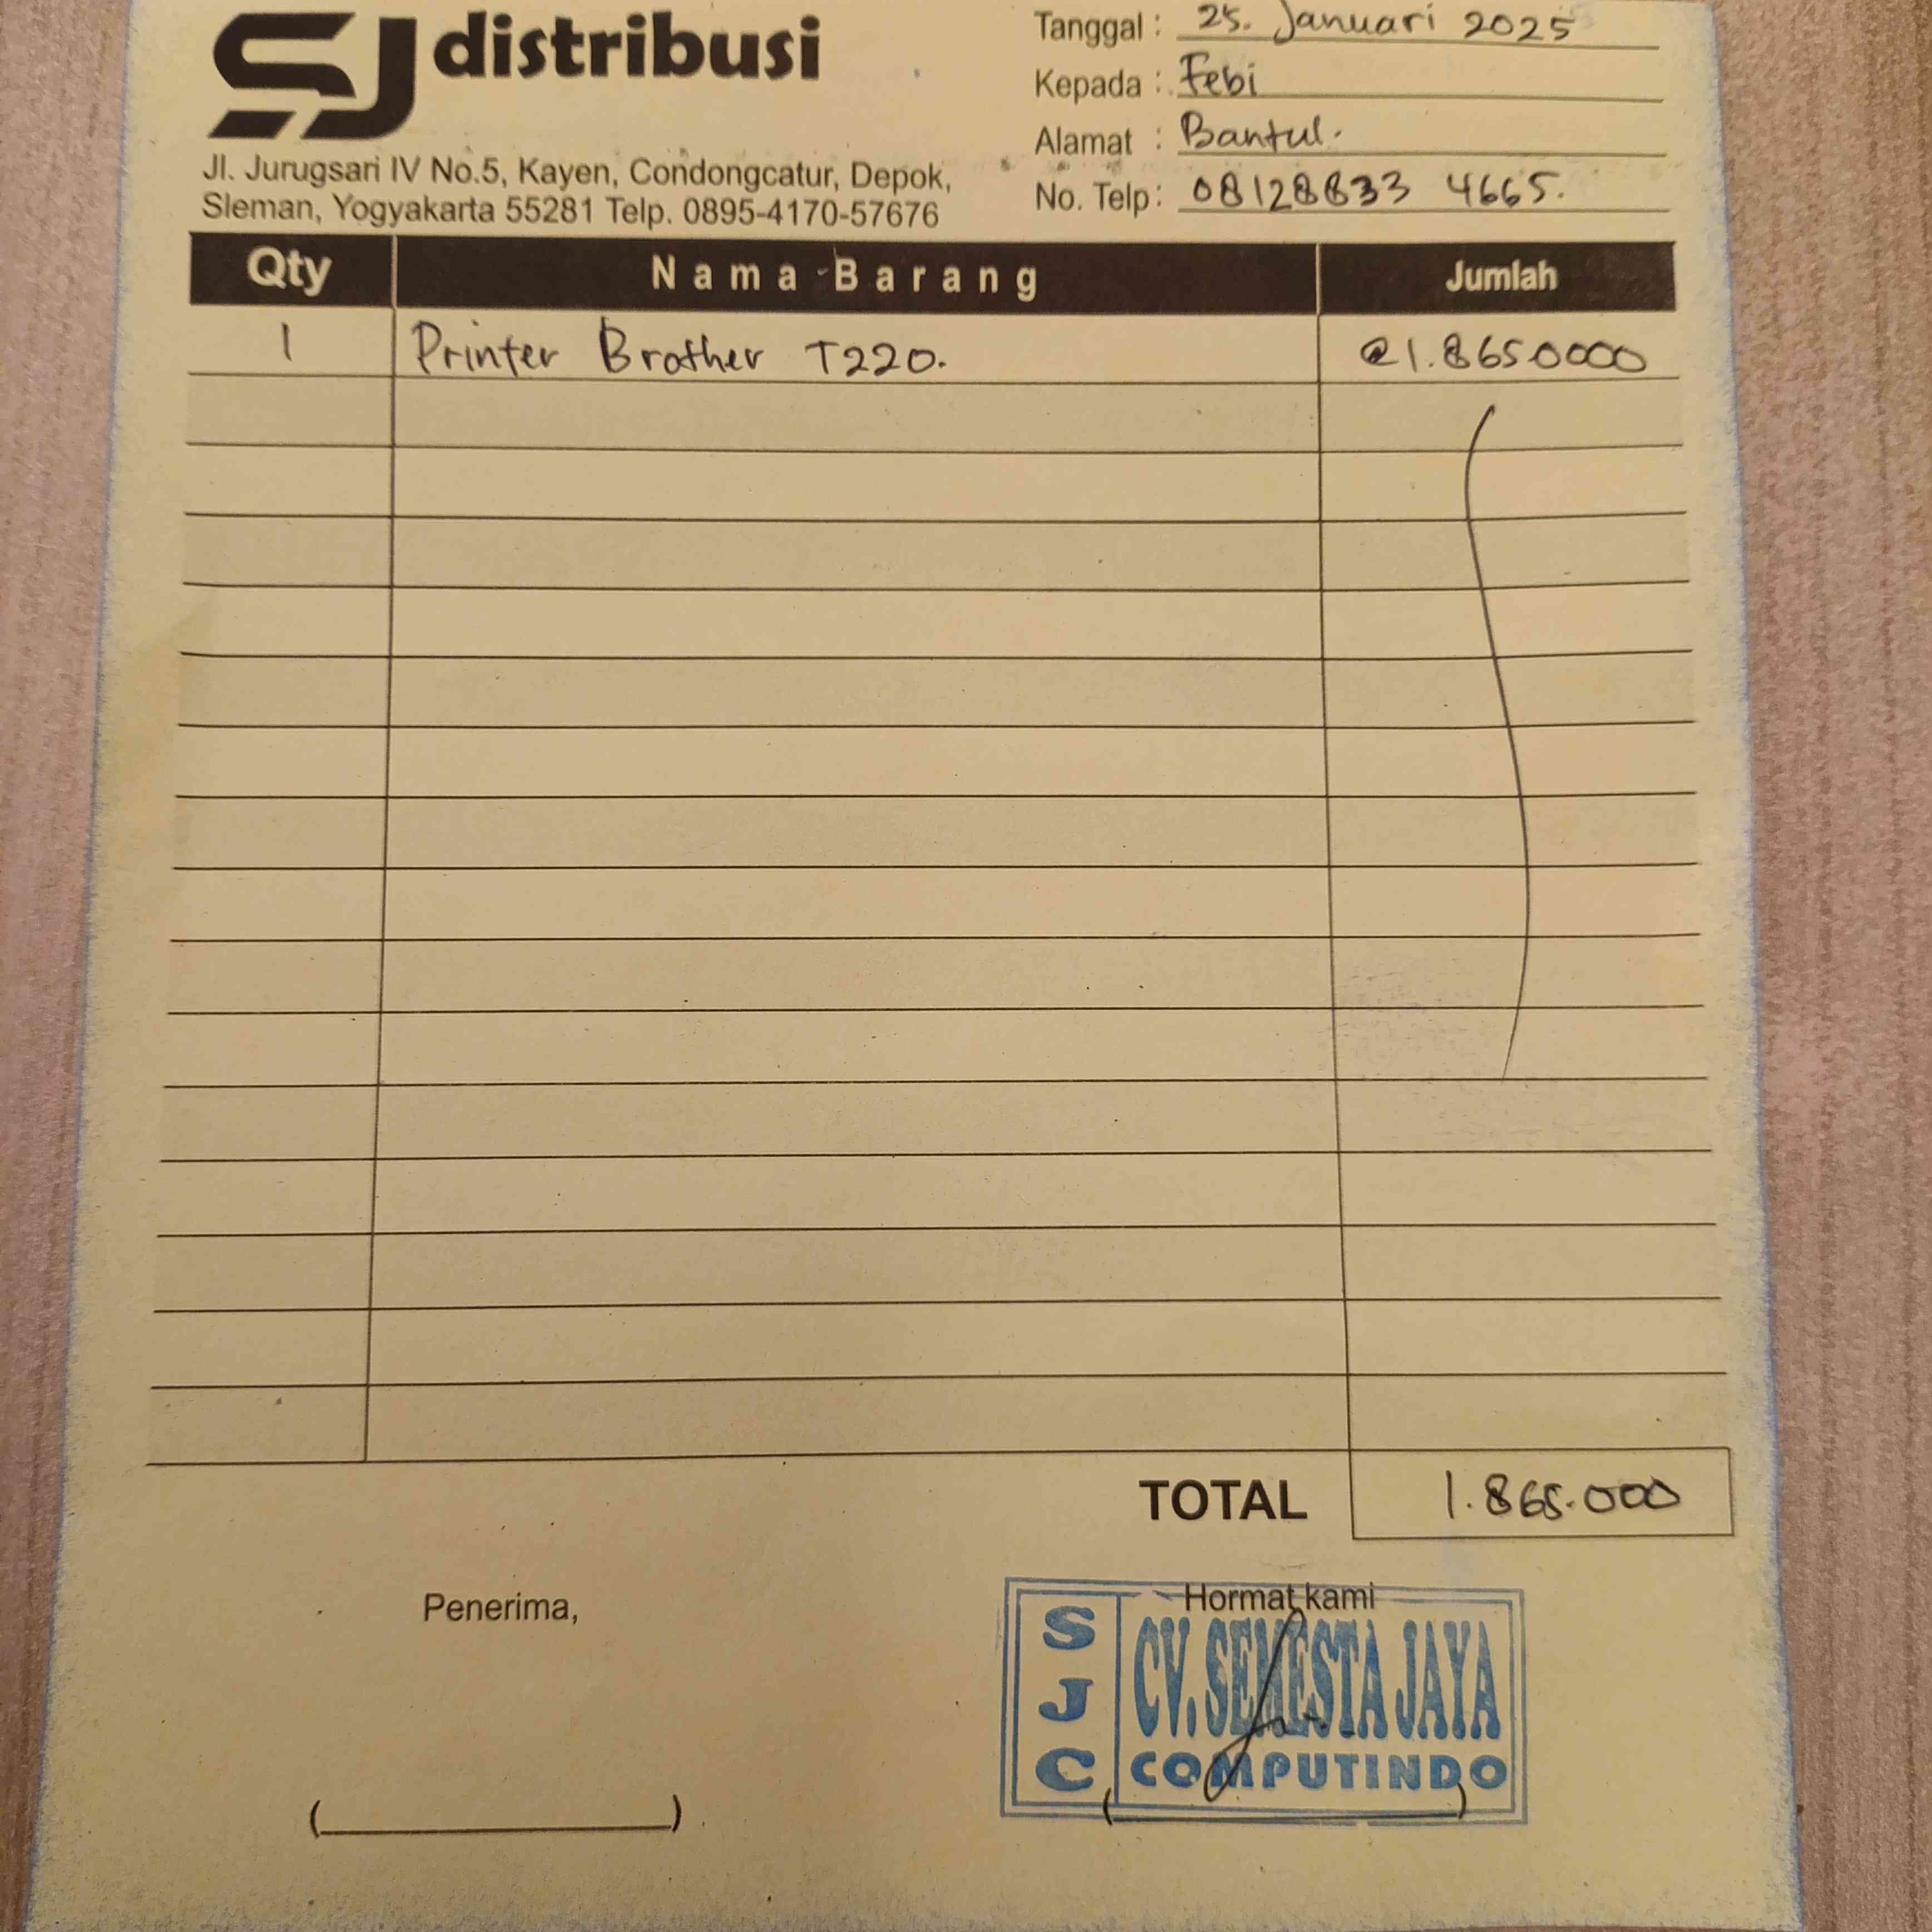 SJ distribusi
Jl. Jurugsari IV No.5, Kayen, Condongcatur, Depok,
Sleman, Yogyakarta 55281 Telp. 0895-4170-57676
Tanggal : 25. Januari 2025
Kepada : Febi
Alamat : Bantul.
No. Telp: 08128833 4665.
Qty Nama Barang Jumlah
1 Printer Brother T220. @1.8650000
TOTAL 1.865.000
Penerima,
Hormat kami
SJC
CV. SEMESTA JAYA
COMPUTINDO
(                    ) (                    )